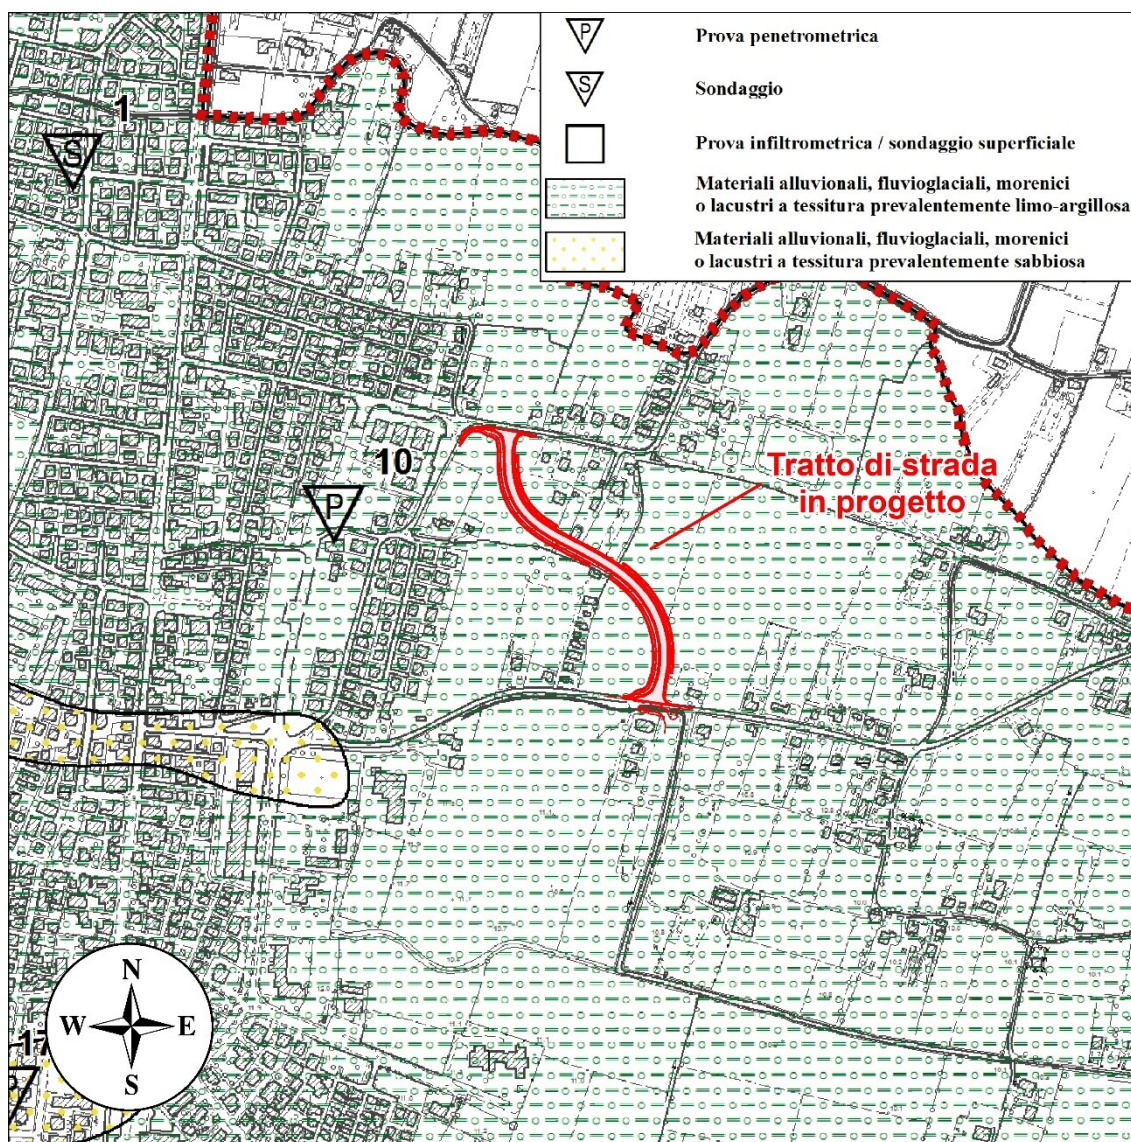 P
Prova penetrometrica
S
Sondaggio
Prova infiltrometrica / sondaggio superficiale
Materiali alluvionali, fluvioglaciali, morenici
o lacustri a tessitura prevalentemente limo-argillosa
Materiali alluvionali, fluvioglaciali, morenici
o lacustri a tessitura prevalentemente sabbiosa
1
S
10
P
Tratto di strada
in progetto
N
W
E
S
17
P